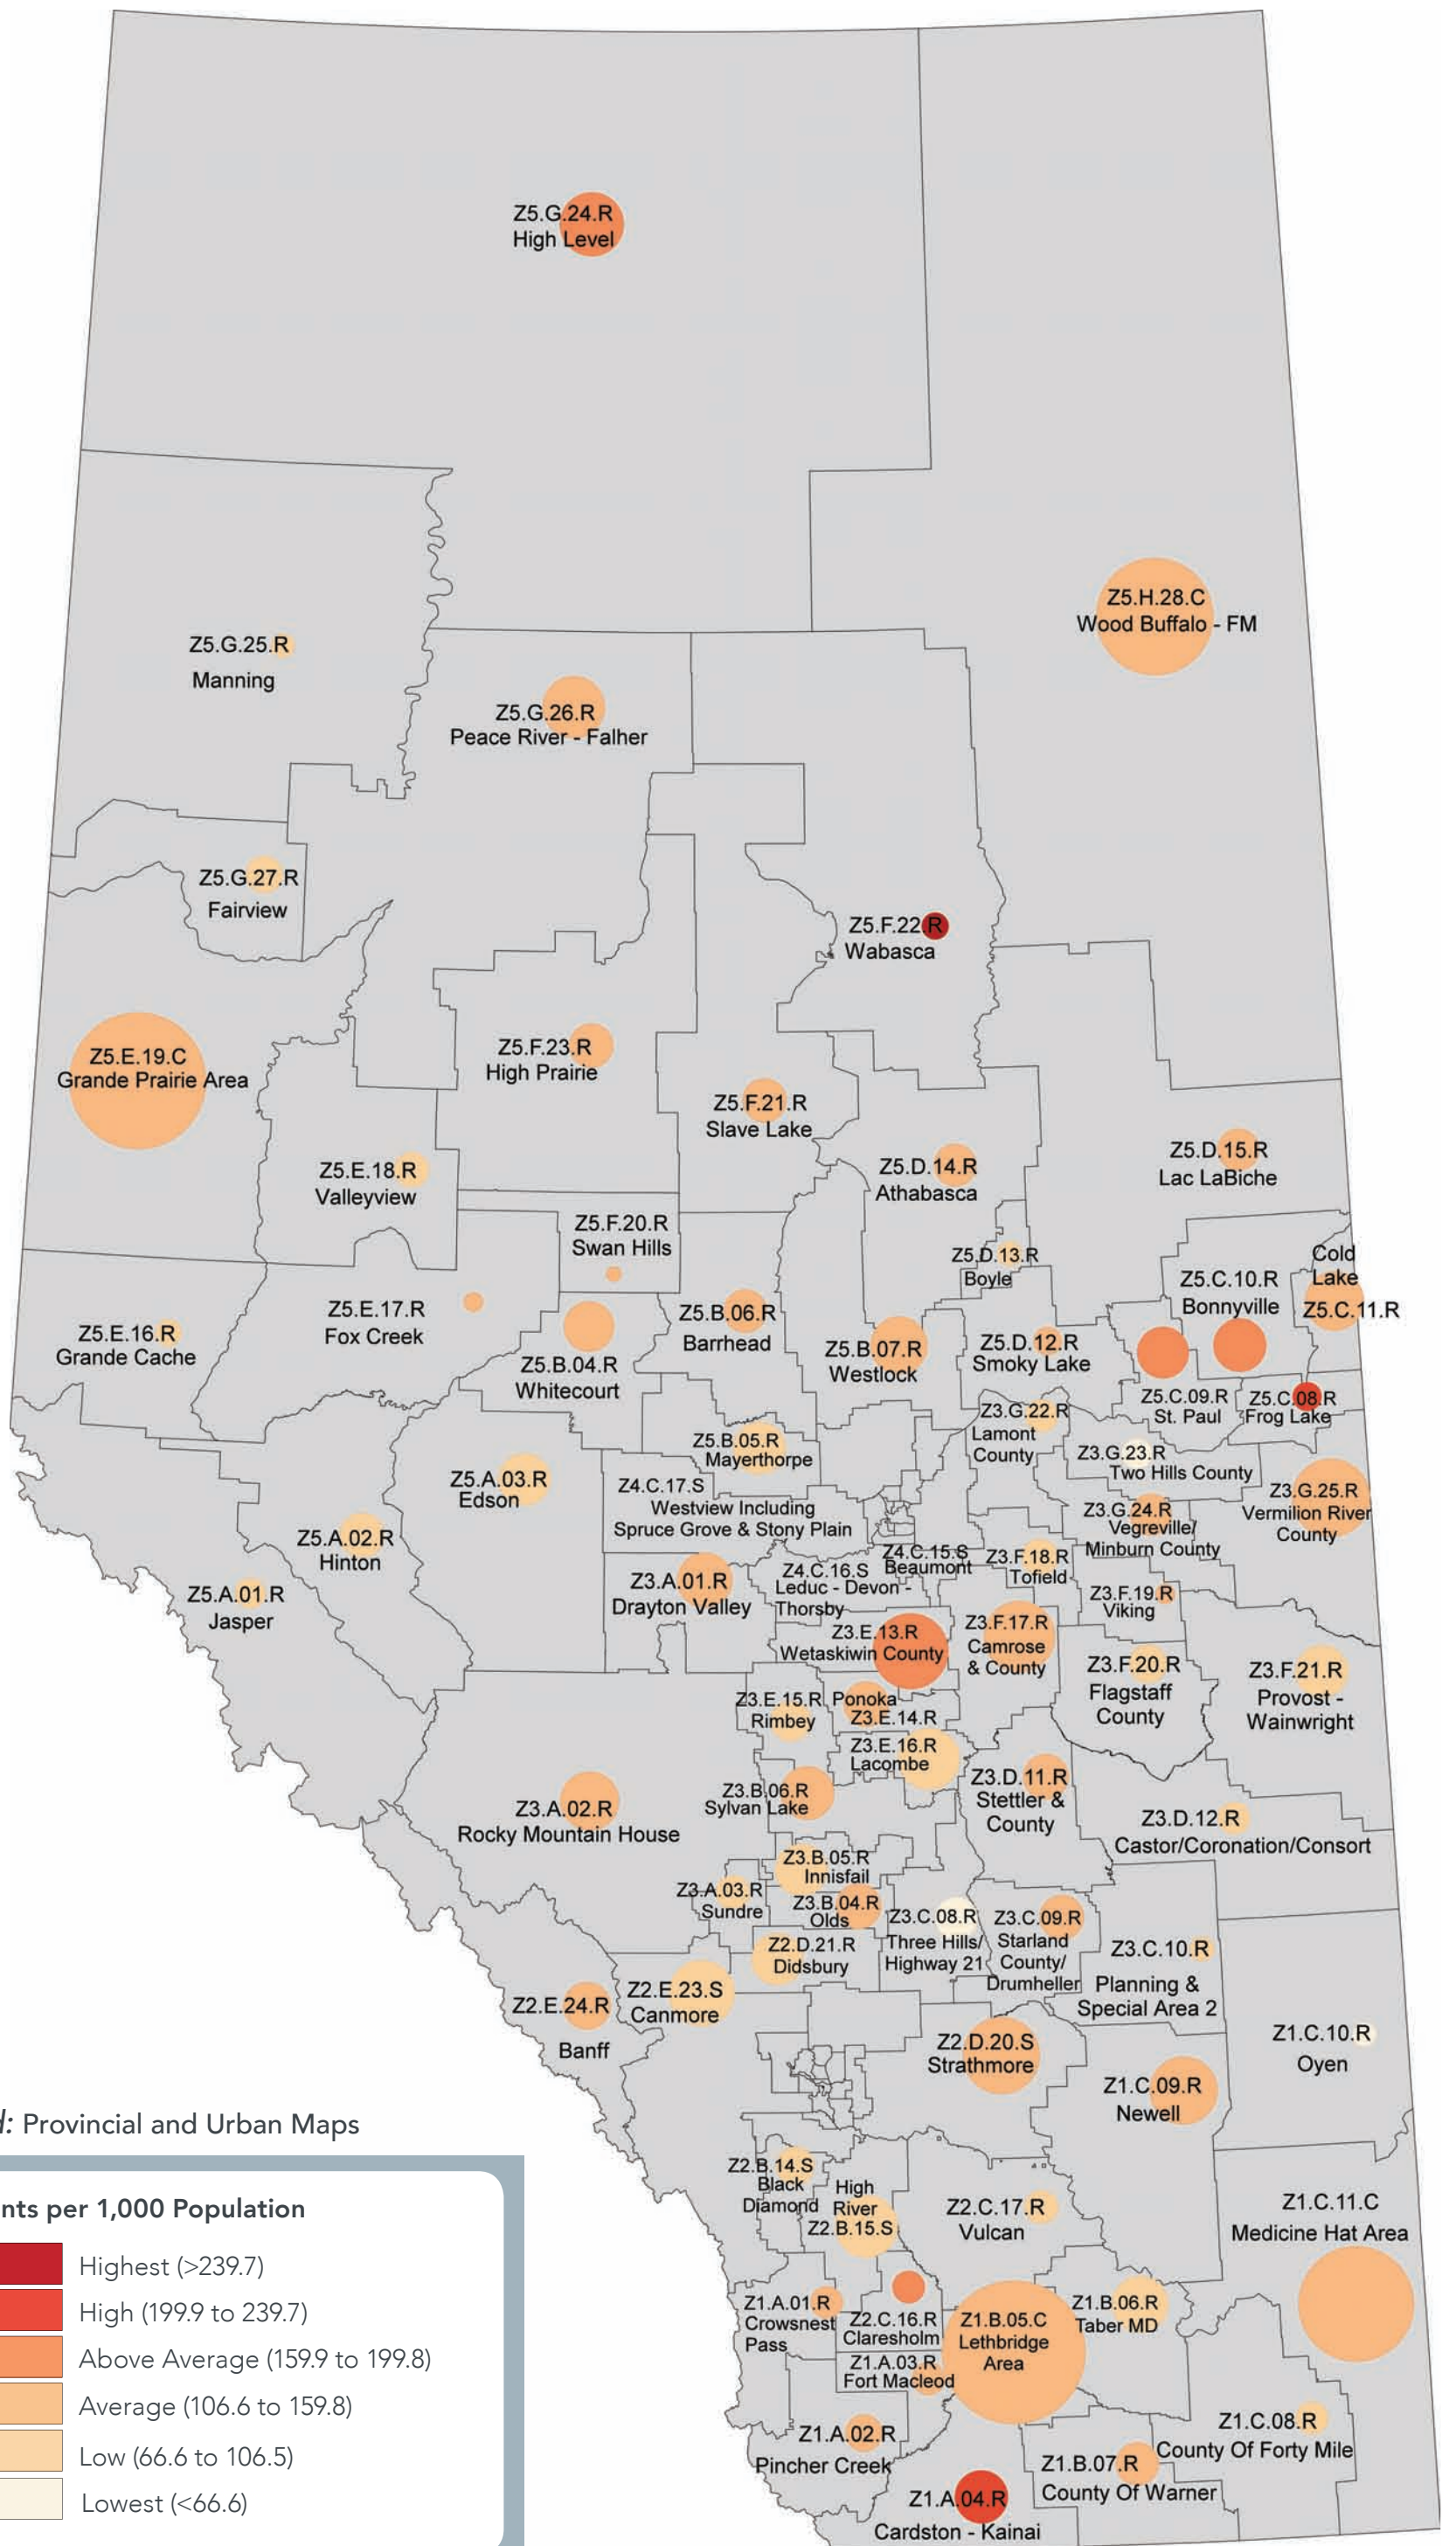 Z5.G.24.R
High Level
Z5.H.28.C
Wood Buffalo - FM
Z5.G.25.R
Manning
Z5.G.26.R
Peace River - Falher
Z5.G.27.R
Fairview
Z5.F.22.R
Wabasca
Z5.E.19.C
Grande Prairie Area
Z5.F.23.R
High Prairie
Z5.F.21.R
Slave Lake
Z5.E.18.R
Valleyview
Z5.D.14.R
Athabasca
Z5.D.15.R
Lac LaBiche
Z5.F.20.R
Swan Hills
Z5.D.13.R
Boyle
Cold
Lake
Z5.C.11.R
Z5.C.10.R
Bonnyville
Z5.E.17.R
Fox Creek
Z5.E.16.R
Grande Cache
Z5.B.06.R
Barrhead
Z5.B.04.R
Whitecourt
Z5.B.07.R
Westlock
Z5.D.12.R
Smoky Lake
Z5.C.09.R
St. Paul
Z5.C.08.R
Frog Lake
Z3.G.22.R
Lamont
County
Z5.B.05.R
Mayerthorpe
Z3.G.23.R
Two Hills County
Z5.A.03.R
Edson
Z4.C.17.S
Westview Including
Spruce Grove & Stony Plain
Z3.G.25.R
Vermilion River
County
Z3.G.24.R
Vegreville/
Minburn County
Z5.A.02.R
Hinton
Z4.C.15.S
Beaumont
Z3.F.18.R
Tofield
Z4.C.16.S
Leduc - Devon -
Thorsby
Z3.A.01.R
Drayton Valley
Z5.A.01.R
Jasper
Z3.F.19.R
Viking
Z3.E.13.R
Wetaskiwin County
Z3.F.17.R
Camrose
& County
Z3.F.20.R
Flagstaff
County
Z3.F.21.R
Provost -
Wainwright
Z3.E.15.R
Rimbey
Ponoka
Z3.E.14.R
Z3.E.16.R
Lacombe
Z3.D.11.R
Stettler &
County
Z3.B.06.R
Sylvan Lake
Z3.A.02.R
Rocky Mountain House
Z3.D.12.R
Castor/Coronation/Consort
Z3.B.05.R
Innisfail
Z3.A.03.R
Sundre
Z3.B.04.R
Olds
Z3.C.08.R
Three Hills/
Highway 21
Z3.C.09.R
Starland
County/
Drumheller
Z3.C.10.R
Planning &
Special Area 2
Z2.D.21.R
Didsbury
Z2.E.23.S
Canmore
Z2.E.24.R
Banff
Z2.D.20.S
Strathmore
Z1.C.10.R
Oyen
Z1.C.09.R
Newell
d: Provincial and Urban Maps
Z2.B.14.S
Black
Diamond
High
River
Z2.B.15.S
Z2.C.17.R
Vulcan
Z1.C.11.C
Medicine Hat Area
nts per 1,000 Population
Highest (>239.7)
High (199.9 to 239.7)
Above Average (159.9 to 199.8)
Average (106.6 to 159.8)
Low (66.6 to 106.5)
Lowest (<66.6)
Z1.A.01.R
Crowsnest
Pass
Z2.C.16.R
Claresholm
Z1.B.05.C
Lethbridge
Area
Z1.B.06.R
Taber MD
Z1.A.03.R
Fort Macleod
Z1.A.02.R
Pincher Creek
Z1.C.08.R
County Of Forty Mile
Z1.B.07.R
County Of Warner
Z1.A.04.R
Cardston - Kainai